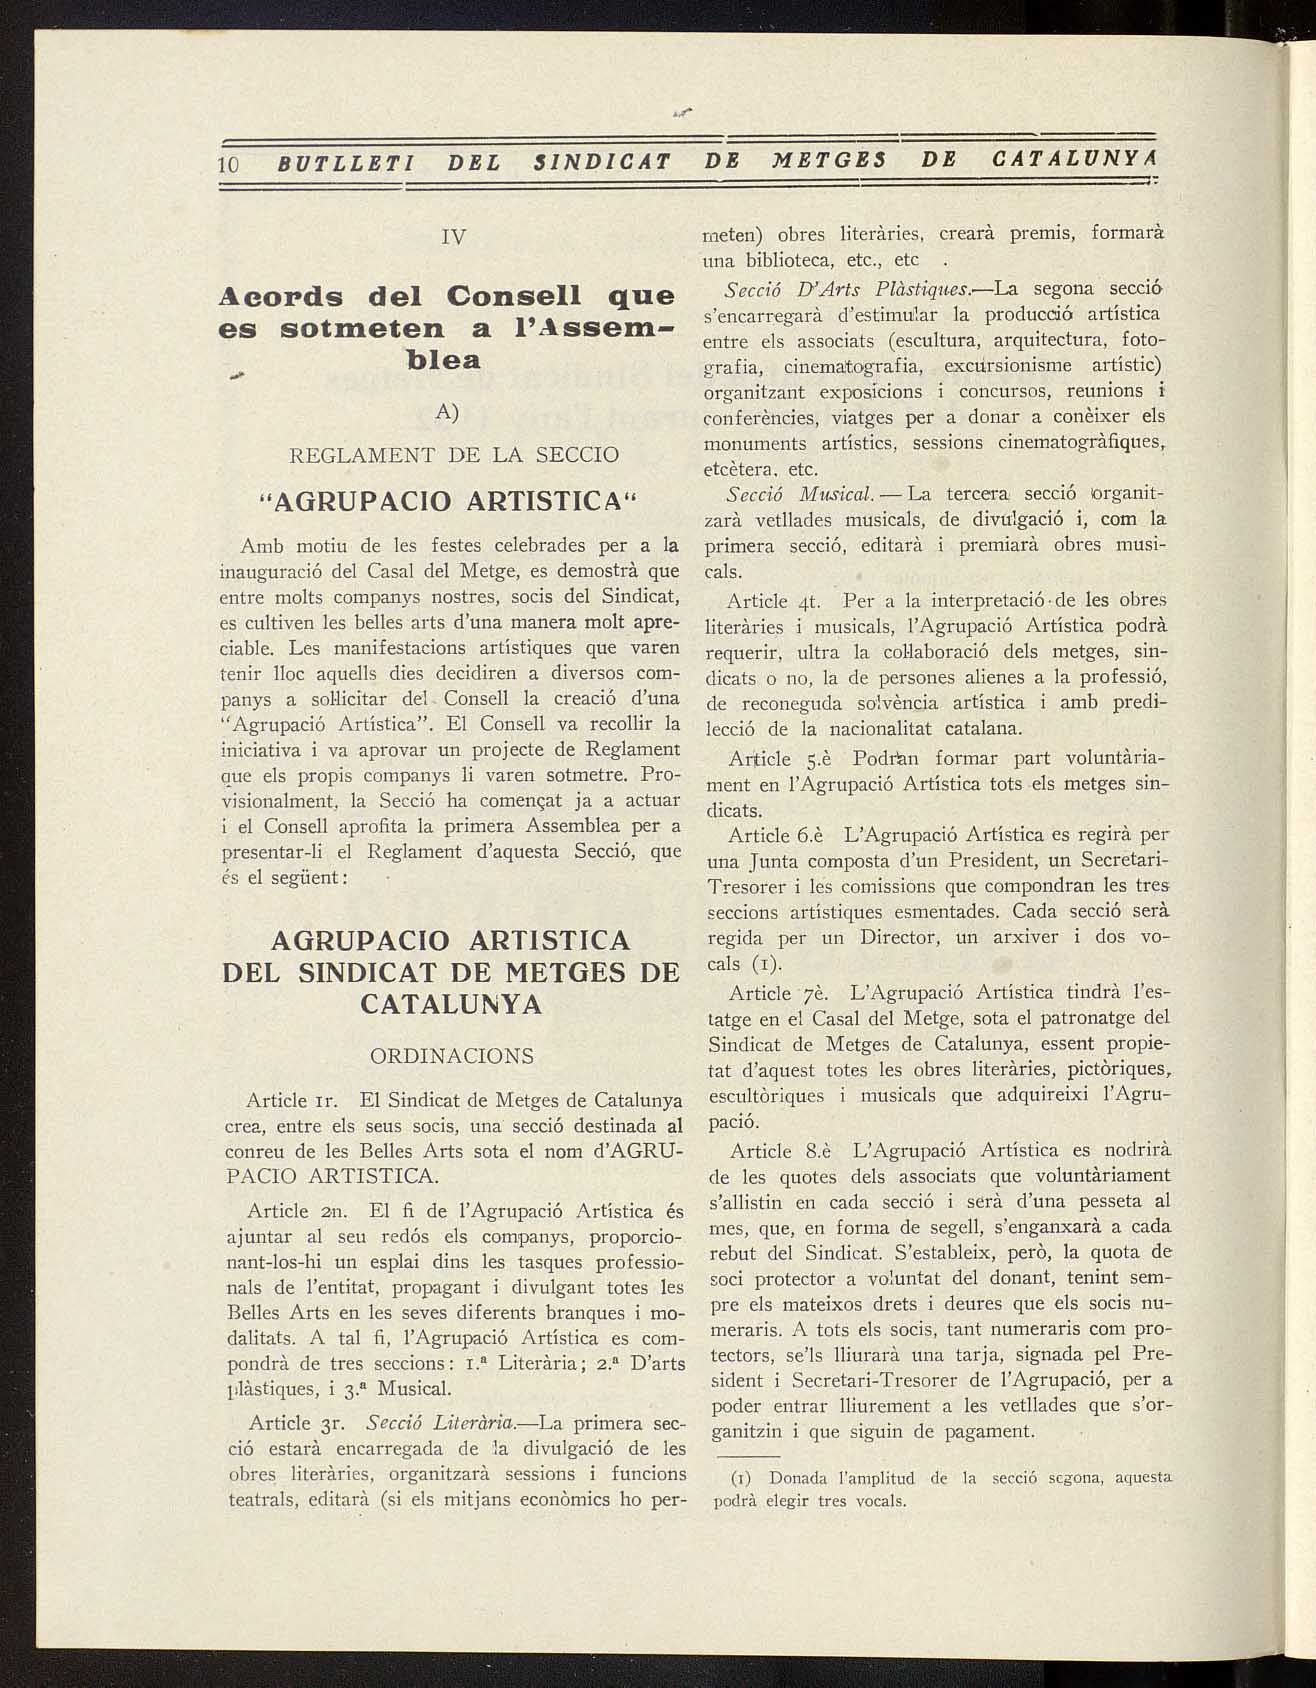 10 BUTLLETI DEL SINDICAT DE METGES DE CATALUNYA
IV
Acords del Consell que
es sotmeten a l'Assem-
blea
A)
REGLAMENT DE LA SECCIO
"AGRUPACIO ARTISTICA"
Amb motiu de les festes celebrades per a la
inauguració del Casal del Metge, es demostrà que
entre molts companys nostres, socis del Sindicat,
es cultiven les belles arts d'una manera molt apre-
ciable. Les manifestacions artístiques que varen
tenir lloc aquells dies decidiren a diversos com-
panys a sol·licitar del Consell la creació d'una
"Agrupació Artística". El Consell va recollir la
iniciativa i va aprovar un projecte de Reglament
que els propis companys li varen sotmetre. Pro-
visionalment, la Secció ha començat ja a actuar
i el Consell aprofita la primera Assemblea per a
presentar-li el Reglament d'aquesta Secció, que
és el següent:
AGRUPACIO ARTISTICA
DEL SINDICAT DE METGES DE
CATALUNYA
ORDINACIONS
Article 1r. El Sindicat de Metges de Catalunya
crea, entre els seus socis, una secció destinada al
conreu de les Belles Arts sota el nom d'AGRU-
PACIO ARTISTICA.
Article 2n. El fi de l'Agrupació Artística és
ajuntar al seu redós els companys, proporcio-
nant-los-hi un esplai dins les tasques professio-
nals de l'entitat, propagant i divulgant totes les
Belles Arts en les seves diferents branques i mo-
dalitats. A tal fi, l'Agrupació Artística es com-
pondrà de tres seccions: 1.ª Literària; 2.ª D'arts
plàstiques, i 3.ª Musical.
Article 3r. Secció Literària.—La primera sec-
ció estarà encarregada de la divulgació de les
obres literàries, organitzarà sessions i funcions
teatrals, editarà (si els mitjans econòmics ho per-
meten) obres literàries, crearà premis, formarà
una biblioteca, etc., etc .
Secció D'Arts Plàstiques.—La segona secció
s'encarregarà d'estimular la producció artística
entre els associats (escultura, arquitectura, foto-
grafia, cinematografia, excursionisme artístic)
organitzant exposicions i concursos, reunions i
conferències, viatges per a donar a conèixer els
monuments artístics, sessions cinematogràfiques,
etcètera, etc.
Secció Musical. — La tercera secció organit-
zarà vetllades musicals, de divulgació i, com la
primera secció, editarà i premiarà obres musi-
cals.
Article 4t. Per a la interpretació de les obres
literàries i musicals, l'Agrupació Artística podrà
requerir, ultra la col·laboració dels metges, sin-
dicats o no, la de persones alienes a la professió,
de reconeguda solvència artística i amb predi-
lecció de la nacionalitat catalana.
Article 5.è Podran formar part voluntària-
ment en l'Agrupació Artística tots els metges sin-
dicats.
Article 6.è L'Agrupació Artística es regirà per
una Junta composta d'un President, un Secretari-
Tresorer i les comissions que compondran les tres
seccions artístiques esmentades. Cada secció serà
regida per un Director, un arxiver i dos vo-
cals (1).
Article 7è. L'Agrupació Artística tindrà l'es-
tatge en el Casal del Metge, sota el patronatge del
Sindicat de Metges de Catalunya, essent propie-
tat d'aquest totes les obres literàries, pictòriques,
escultòriques i musicals que adquireixi l'Agru-
pació.
Article 8.è L'Agrupació Artística es nodrirà
de les quotes dels associats que voluntàriament
s'allistin en cada secció i serà d'una pesseta al
mes, que, en forma de segell, s'enganxarà a cada
rebut del Sindicat. S'estableix, però, la quota de
soci protector a voluntat del donant, tenint sem-
pre els mateixos drets i deures que els socis nu-
meraris. A tots els socis, tant numeraris com pro-
tectors, se'ls lliurarà una tarja, signada pel Pre-
sident i Secretari-Tresorer de l'Agrupació, per a
poder entrar lliurement a les vetllades que s'or-
ganitzin i que siguin de pagament.
(1) Donada l'amplitud de la secció segona, aquesta
podrà elegir tres vocals.